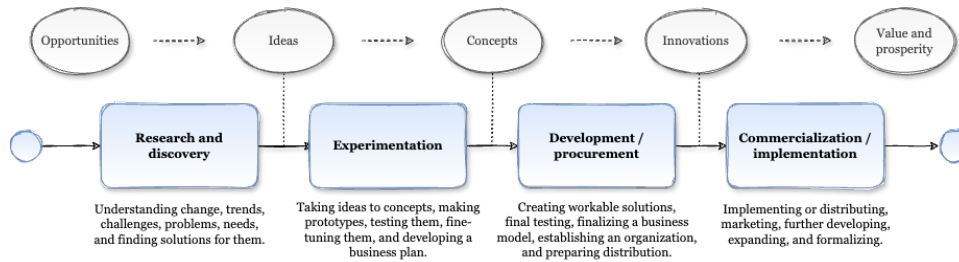 Opportunities
Ideas
Concepts
Innovations
Value and
prosperity
Research and
discovery
Experimentation
Development /
procurement
Commercialization /
implementation
Understanding change, trends,
challenges, problems, needs,
and finding solutions for them.
Taking ideas to concepts, making
prototypes, testing them, fine-
tuning them, and developing a
business plan.
Creating workable solutions,
final testing, finalizing a business
model, establishing an organization,
and preparing distribution.
Implementing or distributing,
marketing, further developing,
expanding, and formalizing.